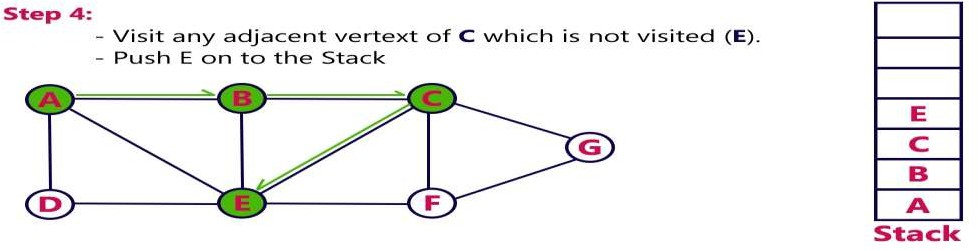 Step 4:
- Visit any adjacent vertext of C which is not visited (E).
- Push E on to the Stack
A B C
G
D E F
E
C
B
A
Stack